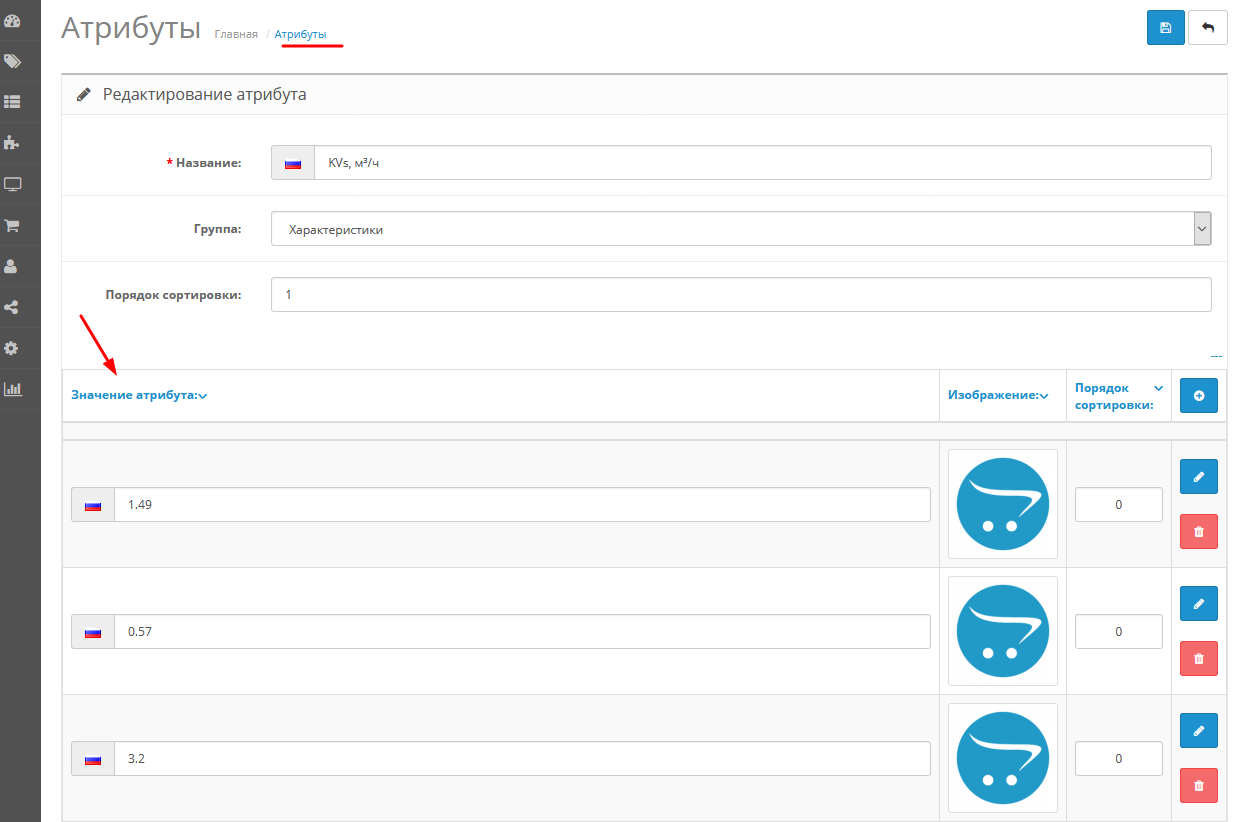 Атрибуты Главная / Атрибуты
Редактирование атрибута
* Название: KVs, м³/ч
Группа: Характеристики
Порядок сортировки: 1
---
Значение атрибута: Изображение: Порядок
сортировки:
1.49 0
0.57 0
3.2 0